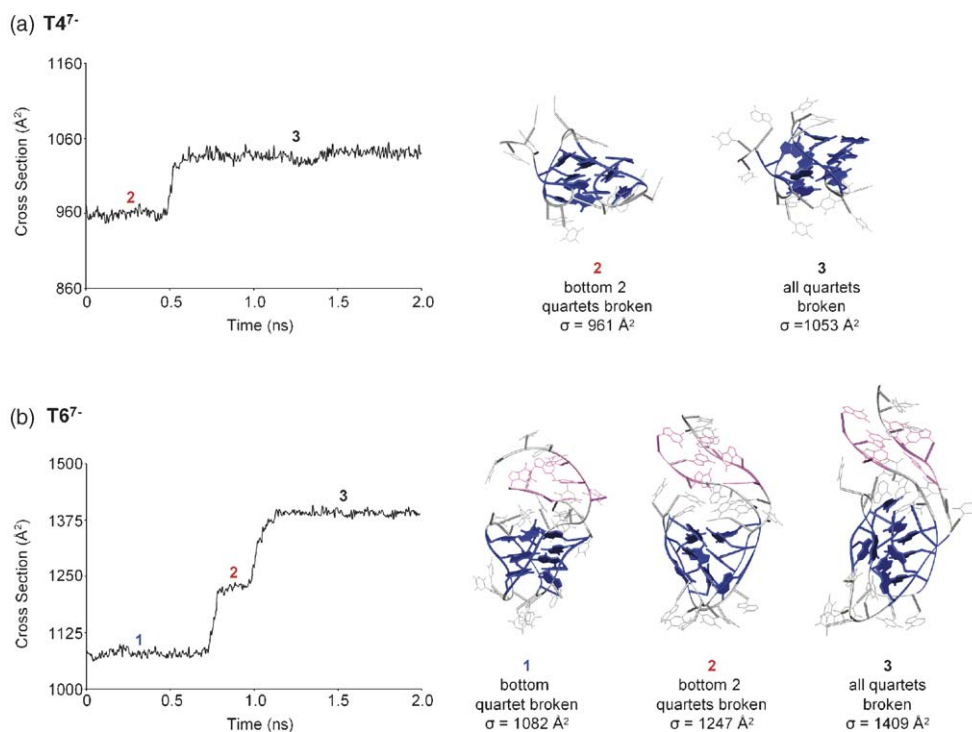 (a) T4⁷⁻
Cross Section (Å²)
1160
1060
960
860
2
3
0
0.5
1.0
1.5
2.0
Time (ns)
2
bottom 2
quartets broken
σ = 961 Å²
3
all quartets
broken
σ =1053 Å²
(b) T6⁷⁻
Cross Section (Å²)
1500
1375
1250
1125
1000
1
2
3
0
0.5
1.0
1.5
2.0
Time (ns)
1
bottom
quartet broken
σ = 1082 Å²
2
bottom 2
quartets broken
σ = 1247 Å²
3
all quartets
broken
σ = 1409 Å²